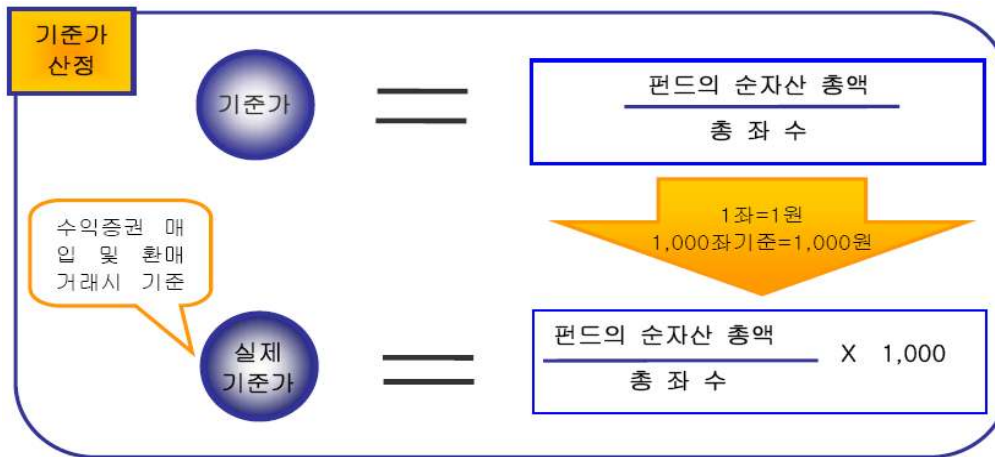 기준가
산정
기준가
펀드의 순자산 총액
총 좌 수
1좌=1원
1,000좌기준=1,000원
수익증권 매
입 및 환매
거래시 기준
실제
기준가
펀드의 순자산 총액
총 좌 수
X 1,000